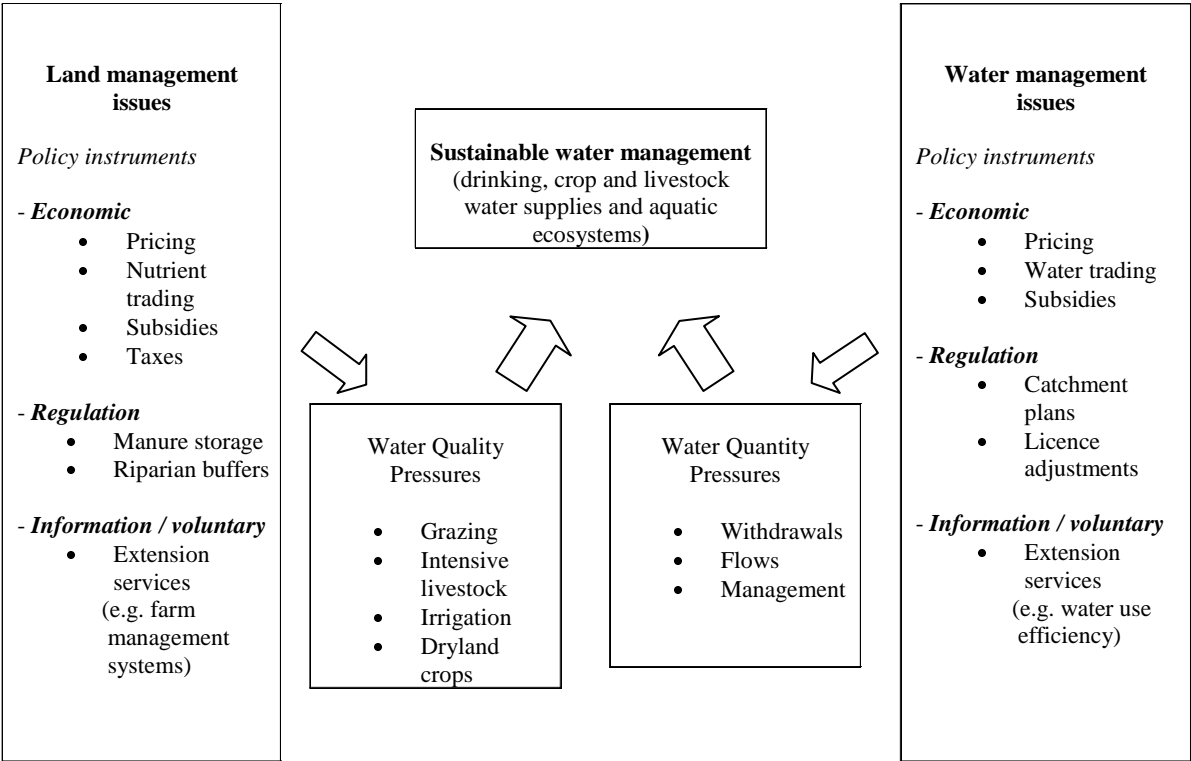 Land management
issues
Policy instruments
- Economic
• Pricing
• Nutrient
trading
• Subsidies
• Taxes
- Regulation
• Manure storage
• Riparian buffers
- Information / voluntary
• Extension
services
(e.g. farm
management
systems)
Sustainable water management
(drinking, crop and livestock
water supplies and aquatic
ecosystems)
Water Quality
Pressures
• Grazing
• Intensive
livestock
• Irrigation
• Dryland
crops
Water Quantity
Pressures
• Withdrawals
• Flows
• Management
Water management
issues
Policy instruments
- Economic
• Pricing
• Water trading
• Subsidies
- Regulation
• Catchment
plans
• Licence
adjustments
- Information / voluntary
• Extension
services
(e.g. water use
efficiency)